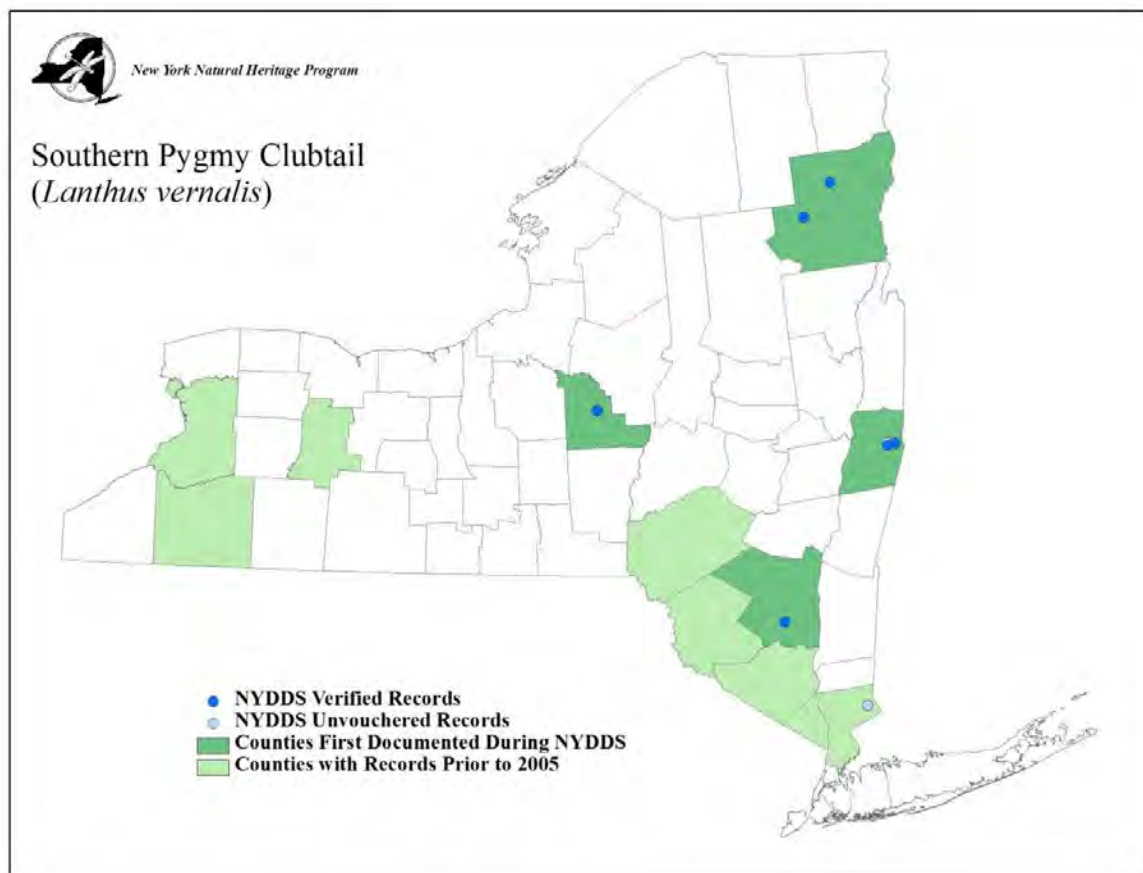 New York Natural Heritage Program
Southern Pygmy Clubtail
(Lanthus vernalis)
NYDDS Verified Records
NYDDS Unvouchered Records
Counties First Documented During NYDDS
Counties with Records Prior to 2005